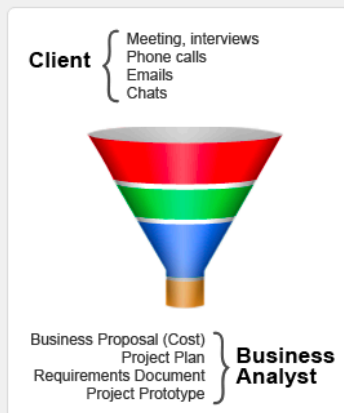 Client
Meeting, interviews
Phone calls
Emails
Chats
Business Proposal (Cost)
Project Plan
Requirements Document
Project Prototype
Business
Analyst